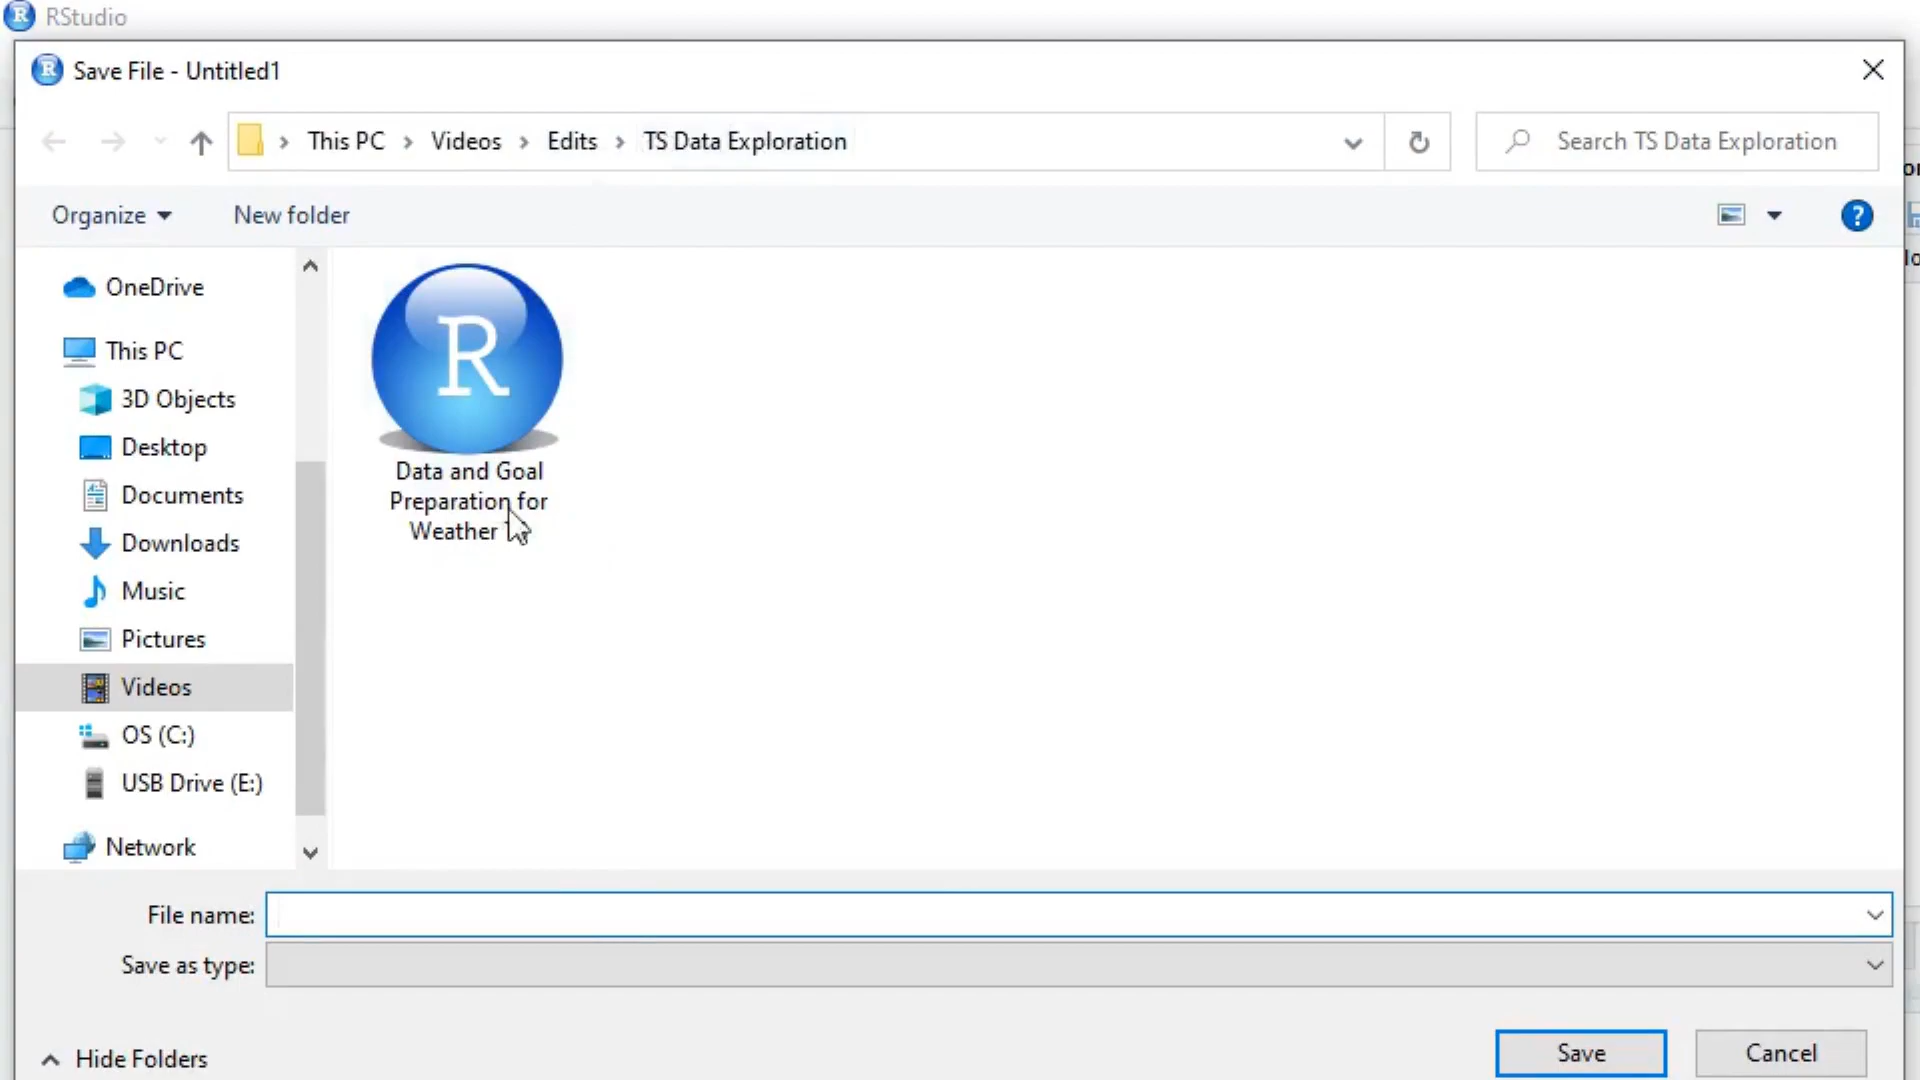 RStudio
Save File - Untitled1
This PC > Videos > Edits > TS Data Exploration
Search TS Data Exploration
Organize
New folder
OneDrive
This PC
3D Objects
Desktop
Documents
Downloads
Music
Pictures
Videos
OS (C:)
USB Drive (E:)
Network
R
Data and Goal
Preparation for
Weather
File name:
Save as type:
Hide Folders
Save
Cancel